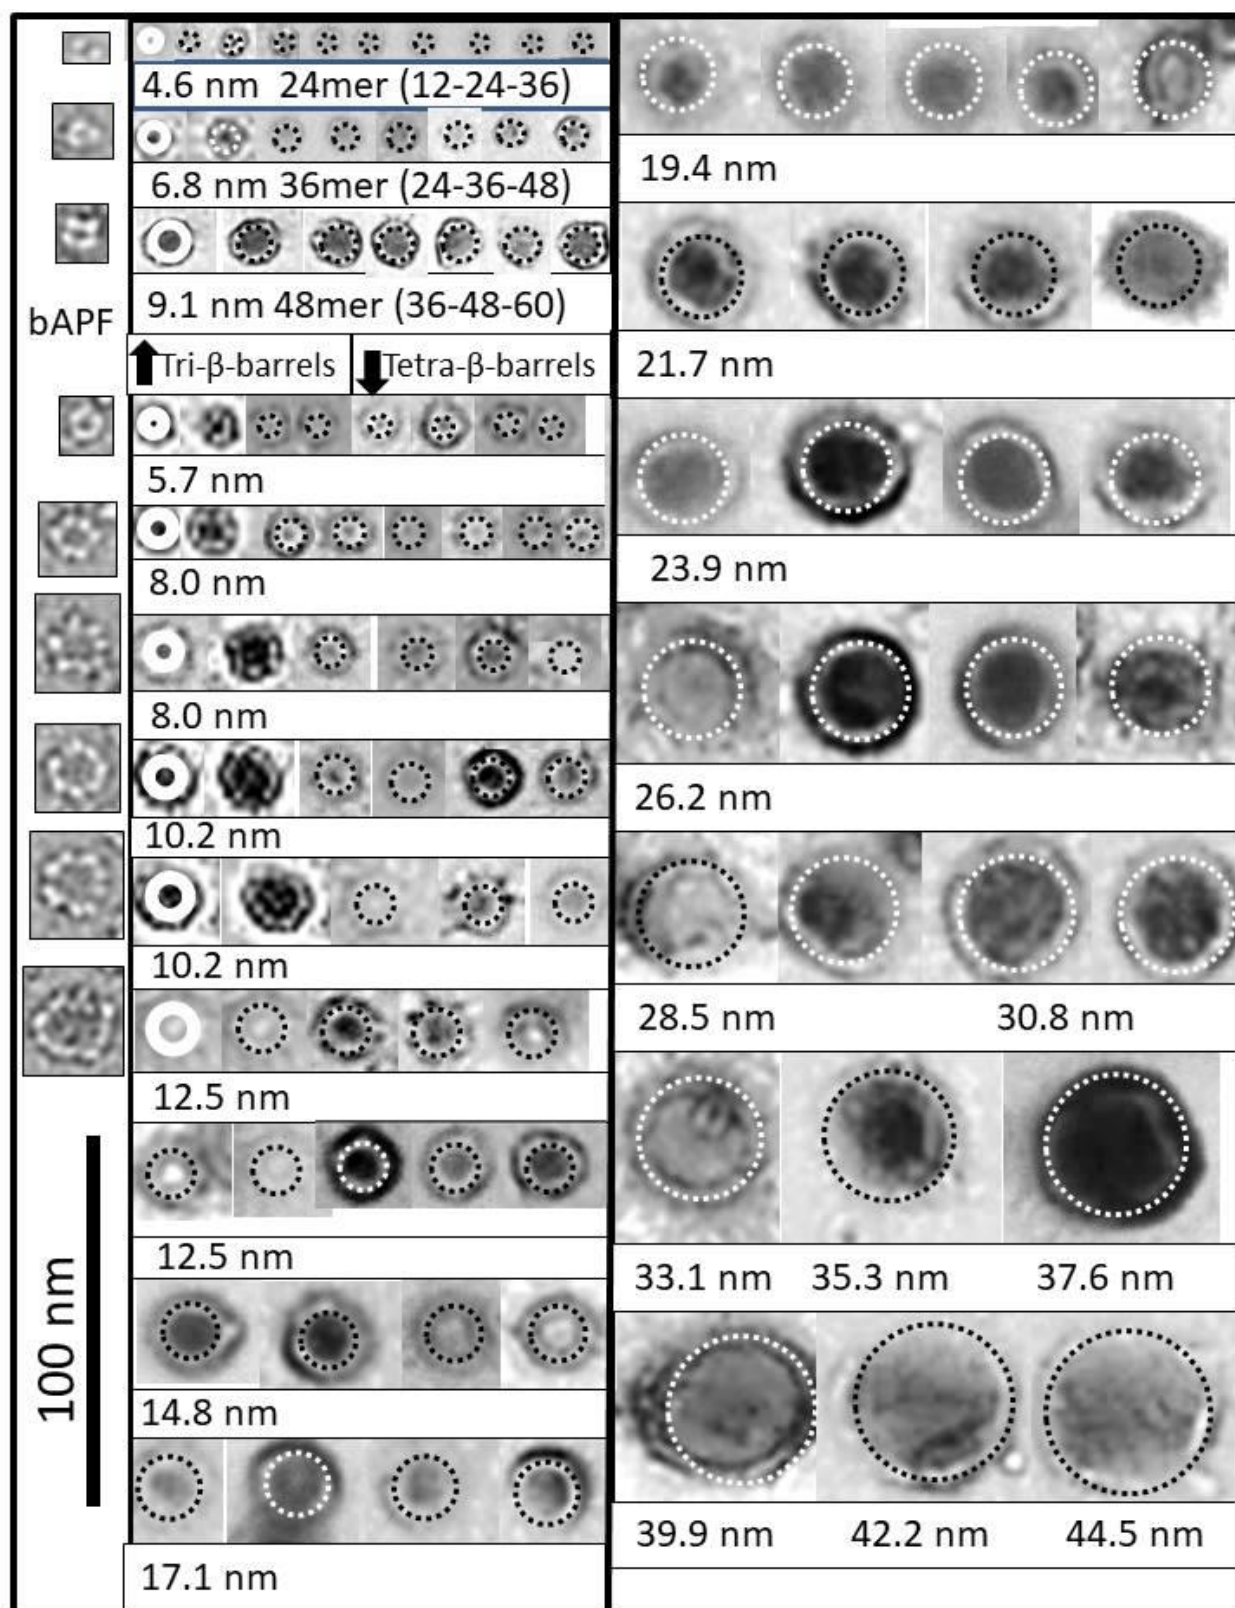 4.6 nm 24mer (12-24-36)
6.8 nm 36mer (24-36-48)
9.1 nm 48mer (36-48-60)
bAPF
Tri-β-barrels
Tetra-β-barrels
5.7 nm
8.0 nm
8.0 nm
10.2 nm
10.2 nm
12.5 nm
12.5 nm
14.8 nm
17.1 nm
100 nm
19.4 nm
21.7 nm
23.9 nm
26.2 nm
28.5 nm
30.8 nm
33.1 nm
35.3 nm
37.6 nm
39.9 nm
42.2 nm
44.5 nm